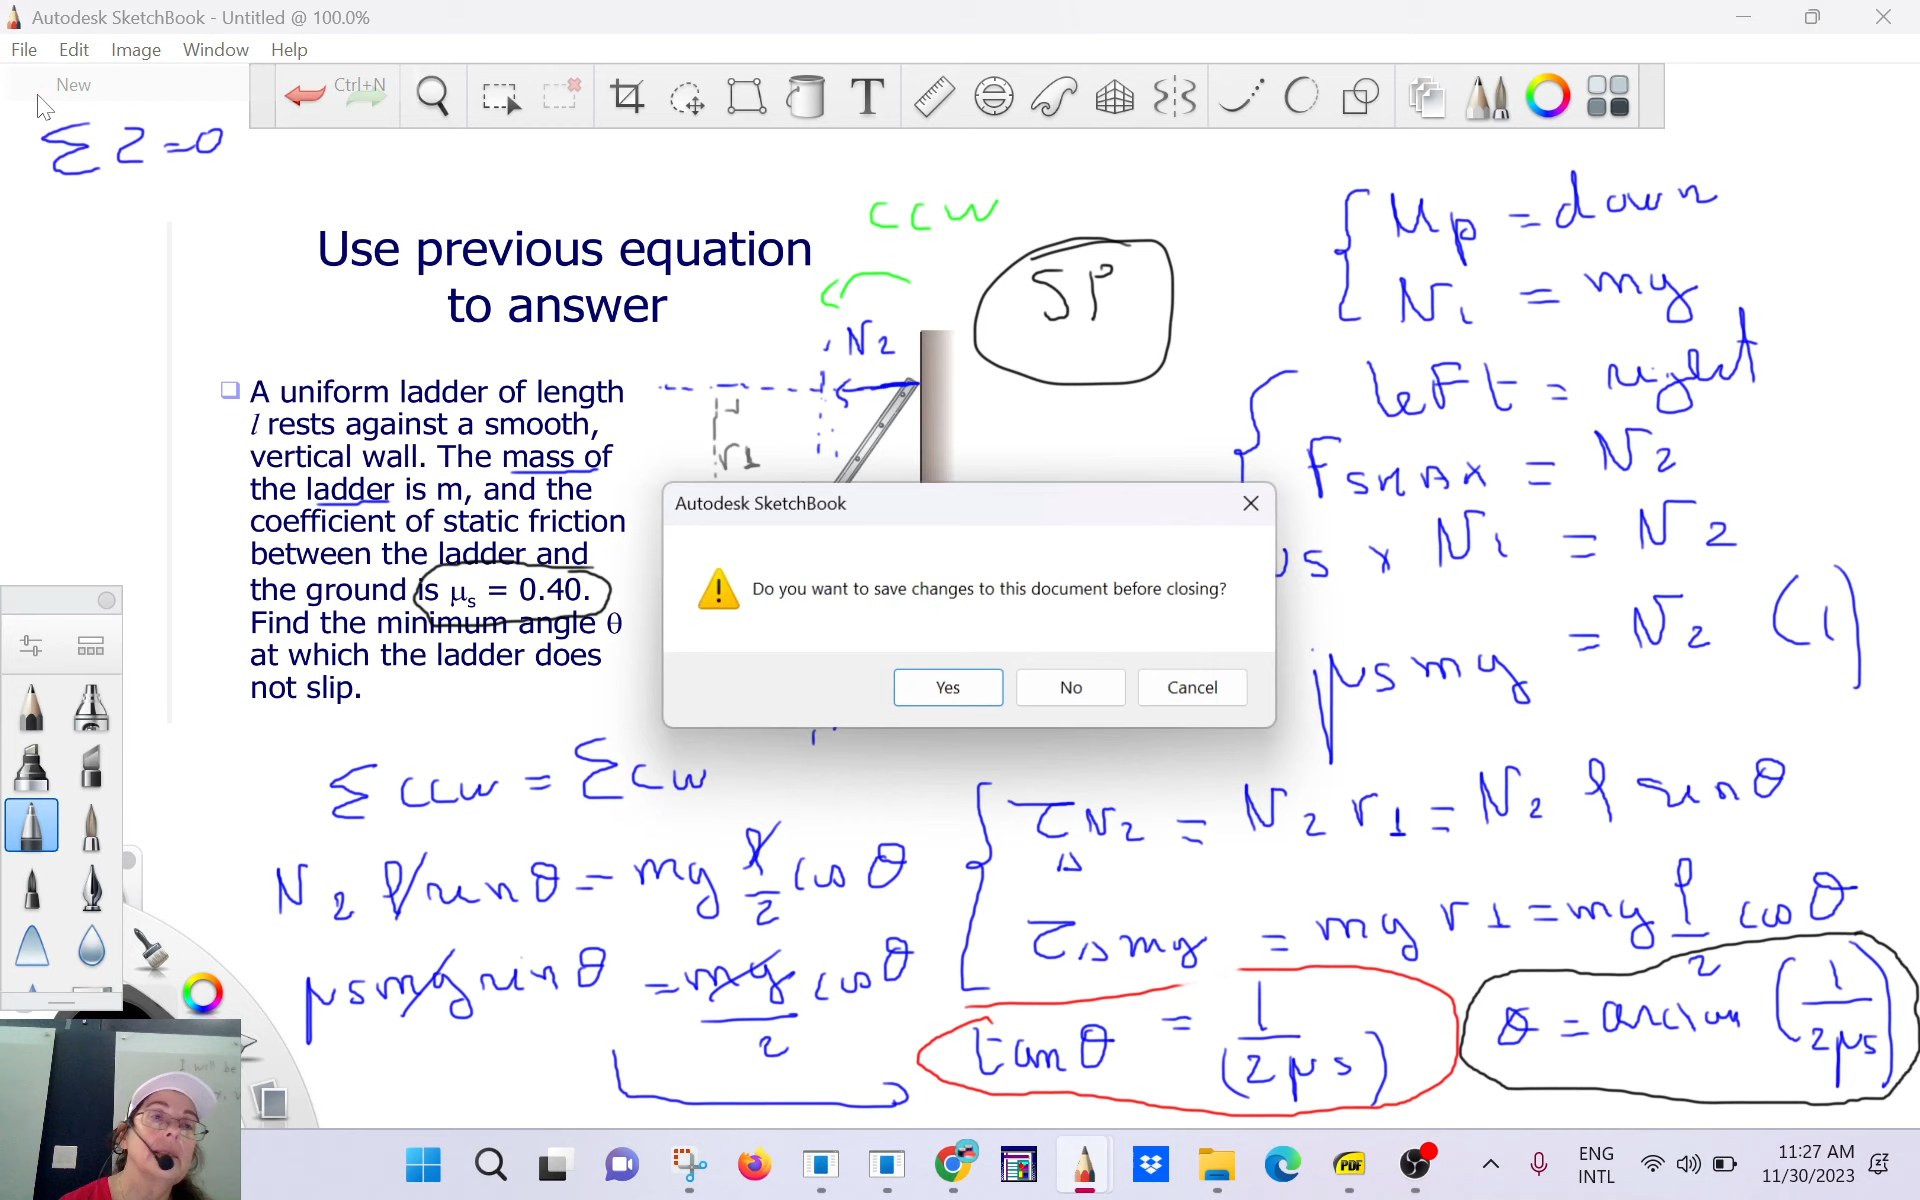 Autodesk SketchBook - Untitled @ 100.0%
File Edit Image Window Help
New Ctrl+N
Στ=0
ccw
SP
Use previous equation
to answer
N2
r1
A uniform ladder of length
l rests against a smooth,
vertical wall. The mass of
the ladder is m, and the
coefficient of static friction
between the ladder and
the ground is μs = 0.40.
Find the minimum angle θ
at which the ladder does
not slip.
up = down
N1 = mg
left = right
FsMAX = N2
μs x N1 = N2
μs mg = N2 (1)
Autodesk SketchBook
Do you want to save changes to this document before closing?
Yes No Cancel
Σ ccw = Σ cw
N2 l sin θ = mg l/2 cos θ
μs mg sin θ = mg/2 cos θ
τN2 = N2 r⊥ = N2 l sin θ
τ mg = mg r⊥ = mg l/2 cos θ
tan θ = 1/(2μs)
θ = arctan (1/2μs)
PDF
ENG
INTL
11:27 AM
11/30/2023